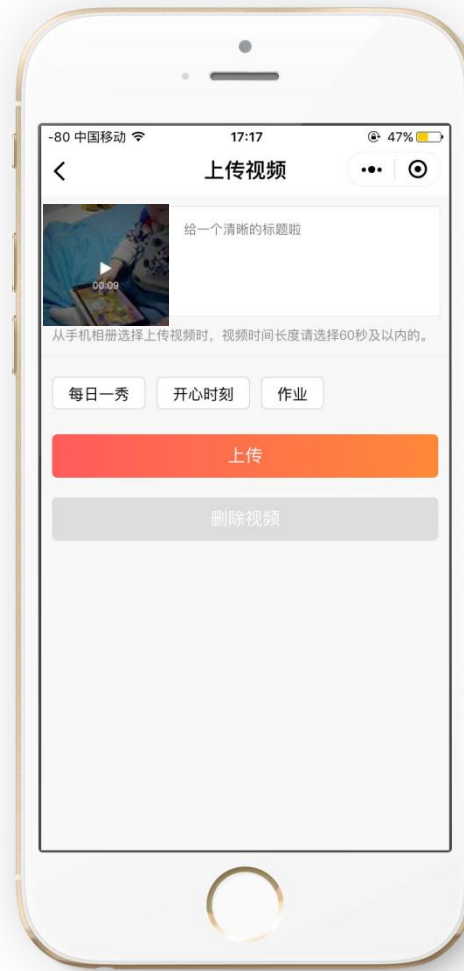 -80 中国移动 17:17 47%
上传视频
给一个清晰的标题啦
00:09
从手机相册选择上传视频时，视频时间长度请选择60秒及以内的。
每日一秀 开心时刻 作业
上传
删除视频